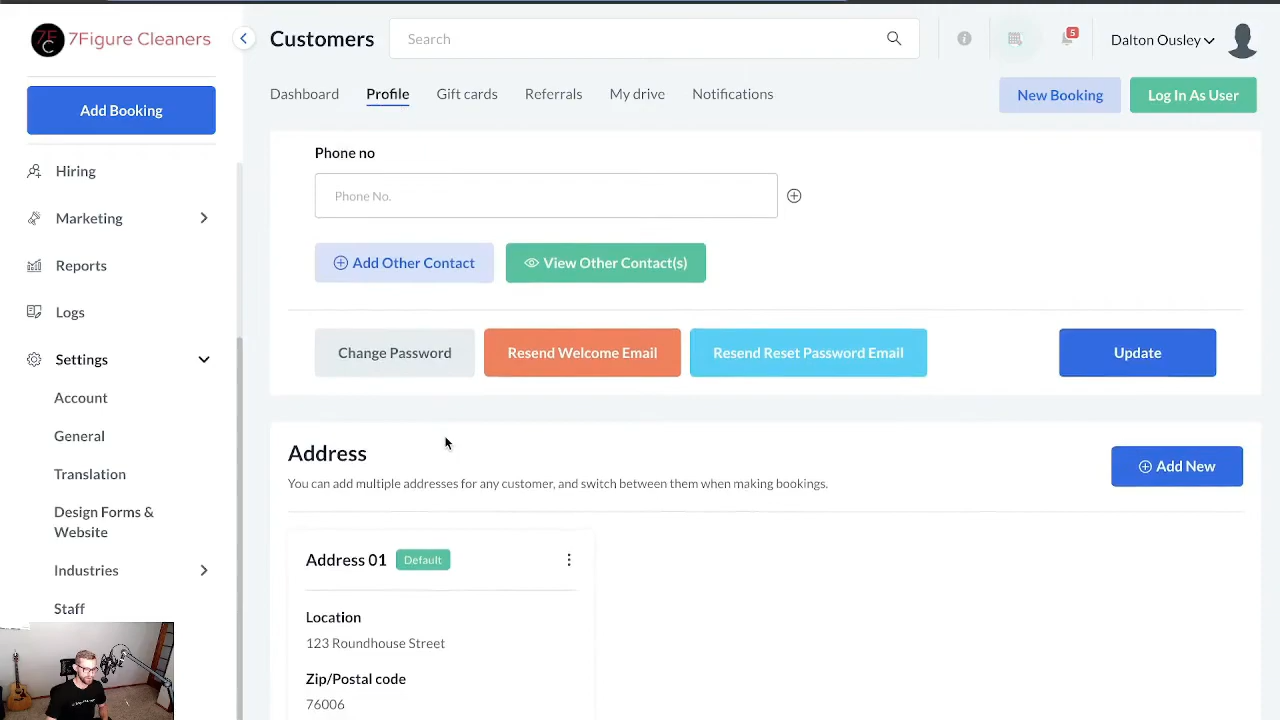 7FC
7Figure Cleaners
Customers
Search
5
Dalton Ousley
Add Booking
Dashboard
Profile
Gift cards
Referrals
My drive
Notifications
New Booking
Log In As User
Hiring
Marketing
Reports
Logs
Settings
Account
General
Translation
Design Forms &
Website
Industries
Staff
Phone no
Phone No.
Add Other Contact
View Other Contact(s)
Change Password
Resend Welcome Email
Resend Reset Password Email
Update
Address
You can add multiple addresses for any customer, and switch between them when making bookings.
Add New
Address 01
Default
Location
123 Roundhouse Street
Zip/Postal code
76006